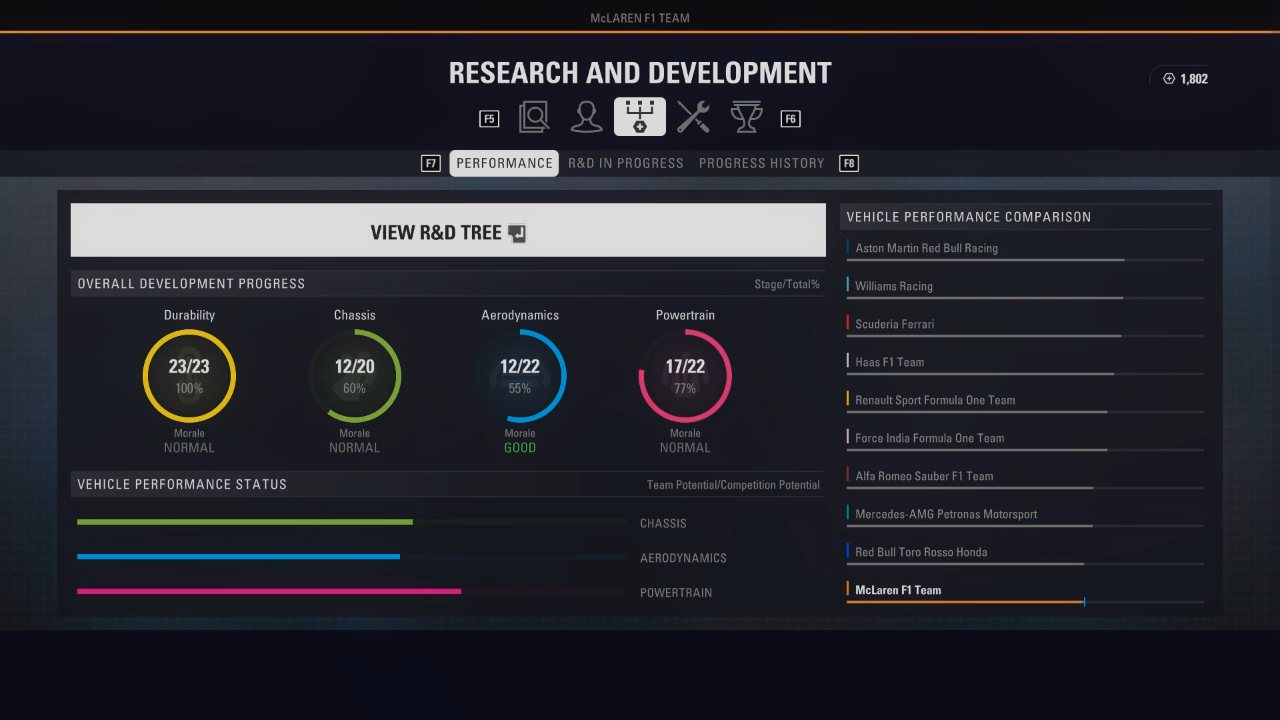 McLAREN F1 TEAM
RESEARCH AND DEVELOPMENT
1,802
F5 F6
F7 PERFORMANCE R&D IN PROGRESS PROGRESS HISTORY F8
VIEW R&D TREE
OVERALL DEVELOPMENT PROGRESS Stage/Total%
Durability Chassis Aerodynamics Powertrain
23/23 12/20 12/22 17/22
100% 60% 55% 77%
Morale Morale Morale Morale
NORMAL NORMAL GOOD NORMAL
VEHICLE PERFORMANCE STATUS Team Potential/Competition Potential
CHASSIS
AERODYNAMICS
POWERTRAIN
VEHICLE PERFORMANCE COMPARISON
Aston Martin Red Bull Racing
Williams Racing
Scuderia Ferrari
Haas F1 Team
Renault Sport Formula One Team
Force India Formula One Team
Alfa Romeo Sauber F1 Team
Mercedes-AMG Petronas Motorsport
Red Bull Toro Rosso Honda
McLaren F1 Team